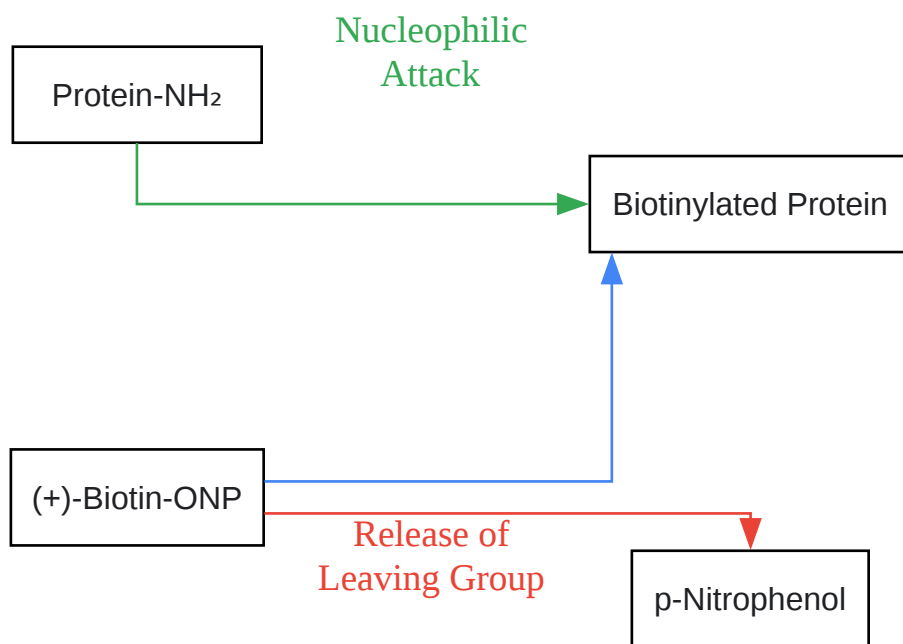 Nucleophilic
Attack
Protein-NH₂
Biotinylated Protein
(+)-Biotin-ONP
Release of
Leaving Group
p-Nitrophenol